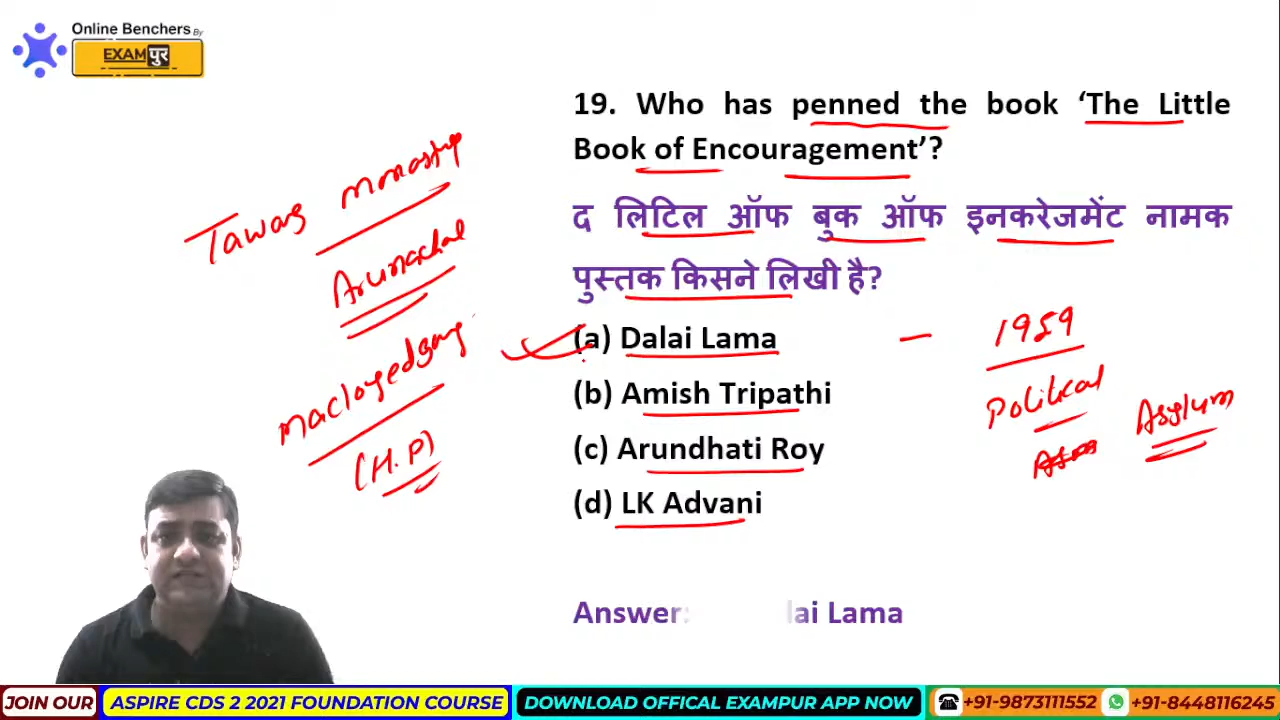 Online Benchers By
EXAMपुर
19. Who has penned the book ‘The Little
Book of Encouragement’?
द लिटिल ऑफ बुक ऑफ इनकरेजमेंट नामक
पुस्तक किसने लिखी है?
(a) Dalai Lama
(b) Amish Tripathi
(c) Arundhati Roy
(d) LK Advani
Answer: lai Lama
Tawang
Arunachal
(H.P)
1959
Political
Asylum
JOIN OUR ASPIRE CDS 2 2021 FOUNDATION COURSE DOWNLOAD OFFICAL EXAMPUR APP NOW +91-9873111552 +91-8448116245